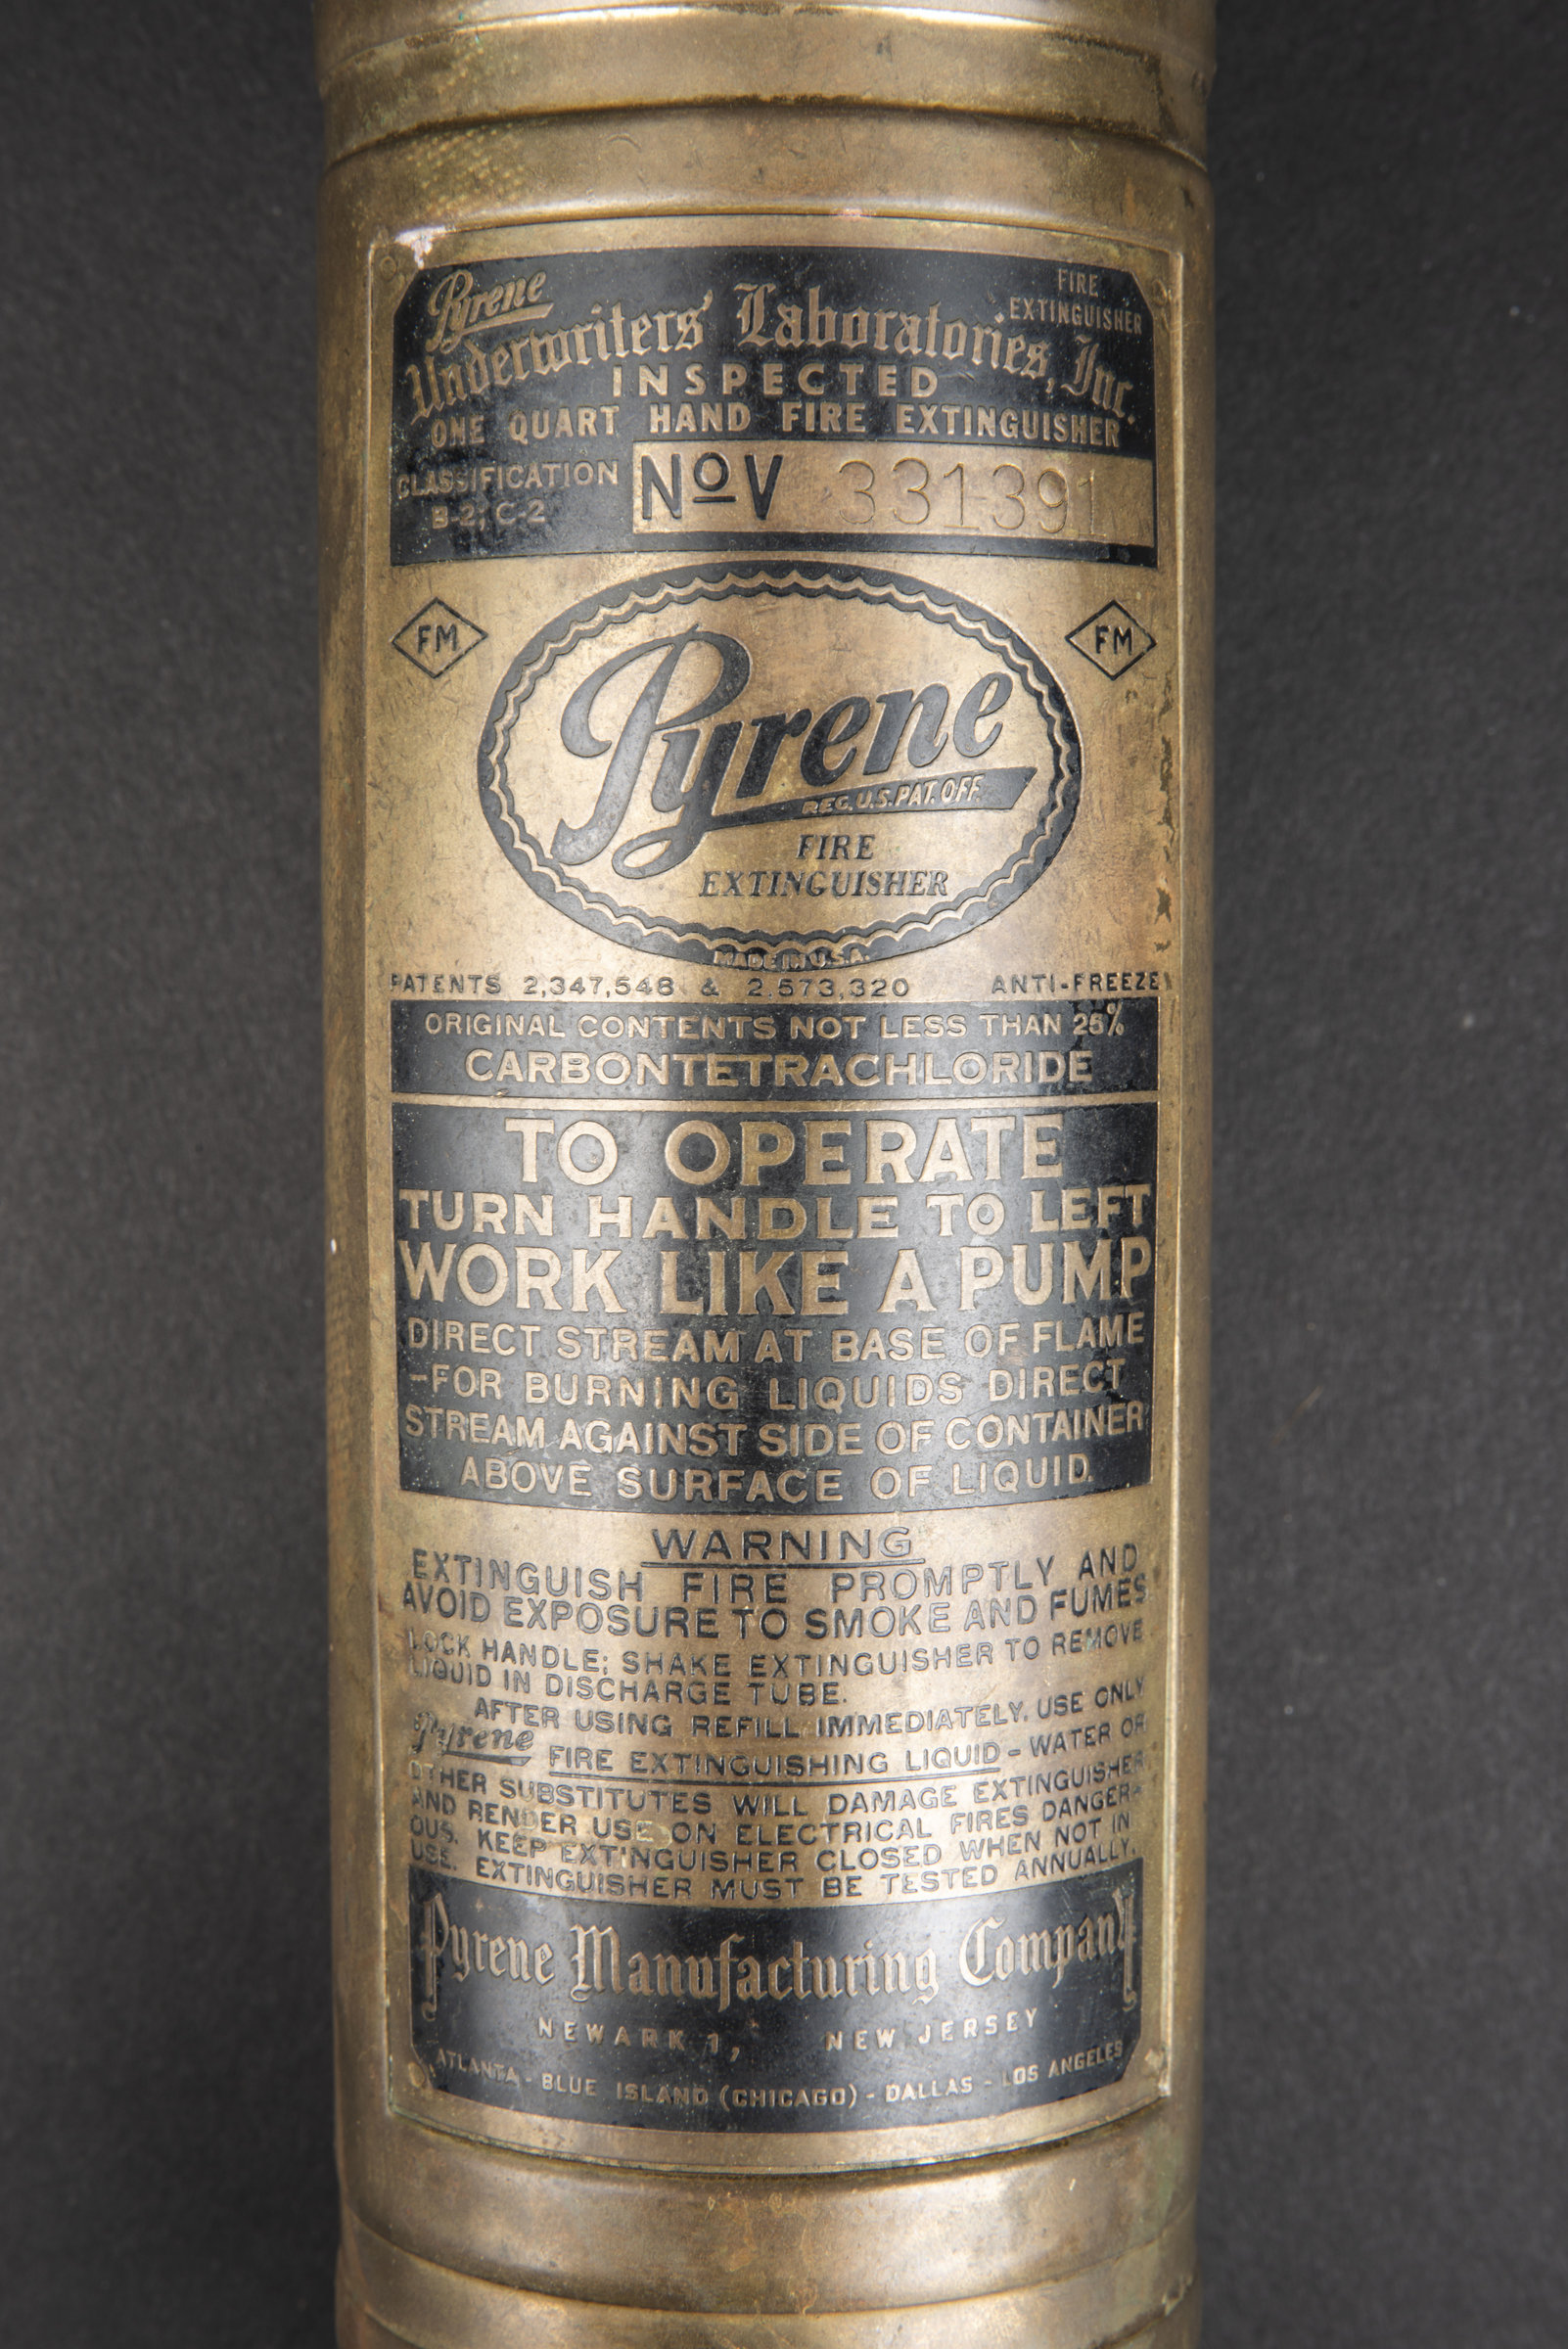 Pyrene
FIRE
EXTINGUISHER
Underwriters' Laboratories, Inc.
INSPECTED
ONE QUART HAND FIRE EXTINGUISHER
CLASSIFICATION
B-2, C-2
No V 331391
FM
FM
Pyrene
REG. U.S. PAT. OFF.
FIRE
EXTINGUISHER
MADE IN U.S.A.
PATENTS 2,347,548 & 2,573,320 ANTI-FREEZE
ORIGINAL CONTENTS NOT LESS THAN 25%
CARBONTETRACHLORIDE
TO OPERATE
TURN HANDLE TO LEFT
WORK LIKE A PUMP
DIRECT STREAM AT BASE OF FLAME
-FOR BURNING LIQUIDS DIRECT
STREAM AGAINST SIDE OF CONTAINER
ABOVE SURFACE OF LIQUID.
WARNING
EXTINGUISH FIRE PROMPTLY AND
AVOID EXPOSURE TO SMOKE AND FUMES
LOCK HANDLE; SHAKE EXTINGUISHER TO REMOVE
LIQUID IN DISCHARGE TUBE.
AFTER USING REFILL IMMEDIATELY. USE ONLY
Pyrene FIRE EXTINGUISHING LIQUID - WATER OR
OTHER SUBSTITUTES WILL DAMAGE EXTINGUISHER
AND RENDER USE ON ELECTRICAL FIRES DANGER-
OUS. KEEP EXTINGUISHER CLOSED WHEN NOT IN
USE. EXTINGUISHER MUST BE TESTED ANNUALLY.
Pyrene Manufacturing Company
NEWARK 1, NEW JERSEY
ATLANTA - BLUE ISLAND (CHICAGO) - DALLAS - LOS ANGELES